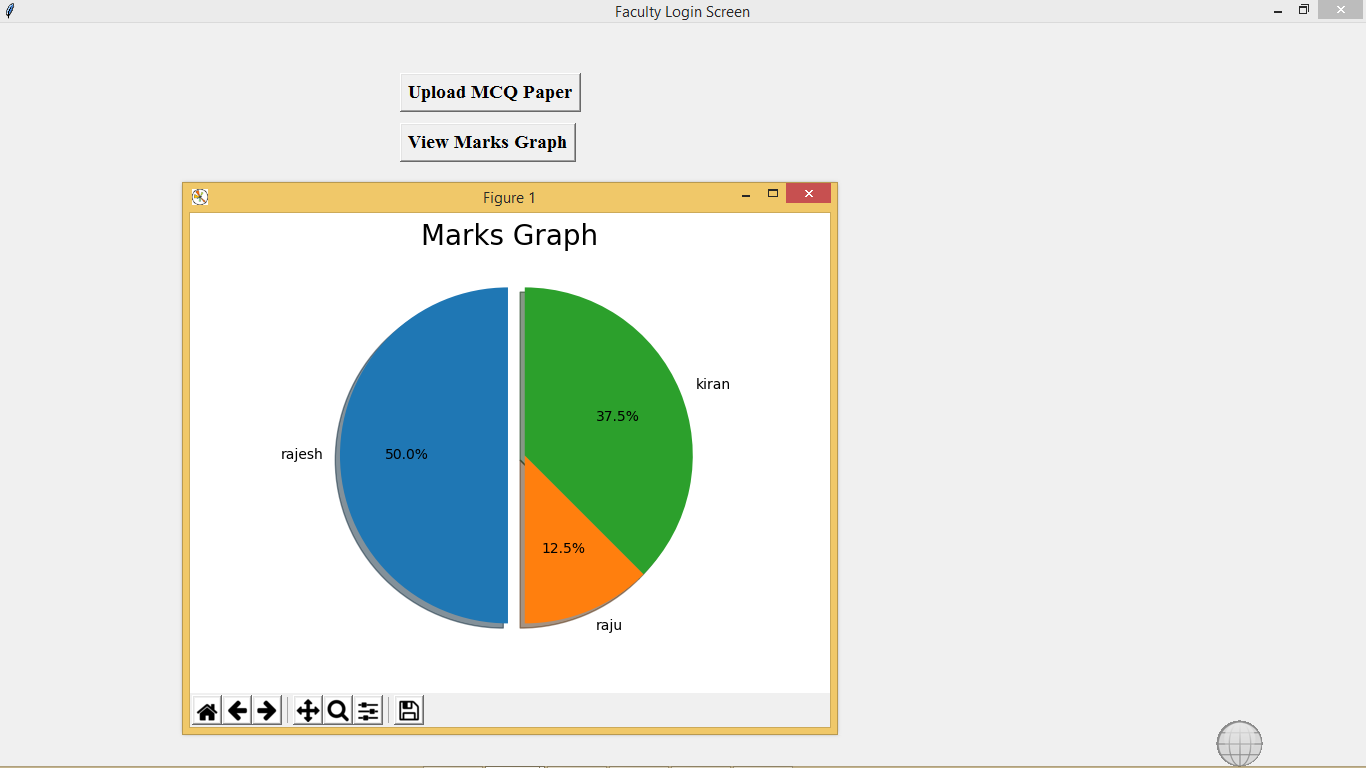 Faculty Login Screen
Upload MCQ Paper
View Marks Graph
Figure 1
Marks Graph
kiran
37.5%
rajesh
50.0%
12.5%
raju